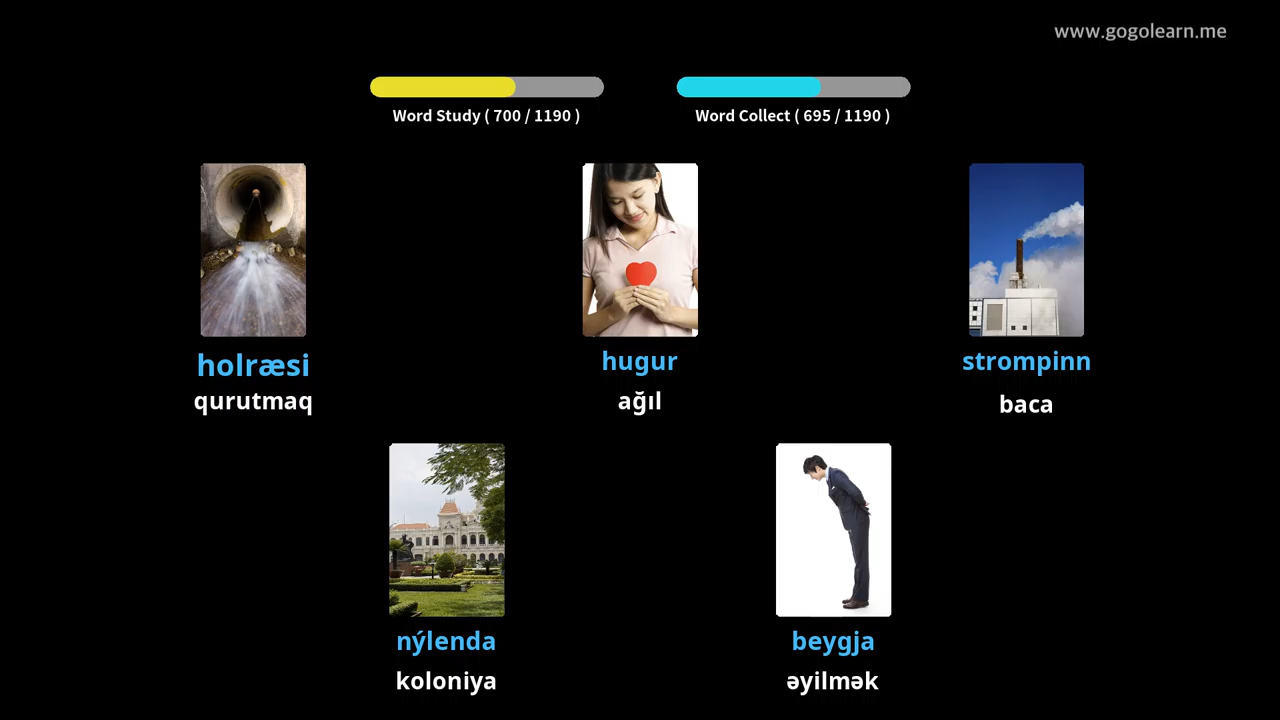 www.gogolearn.me
Word Study ( 700 / 1190 )
Word Collect ( 695 / 1190 )
holræsi
qurutmaq
hugur
ağıl
strompinn
baca
nýlenda
koloniya
beygja
əyilmək